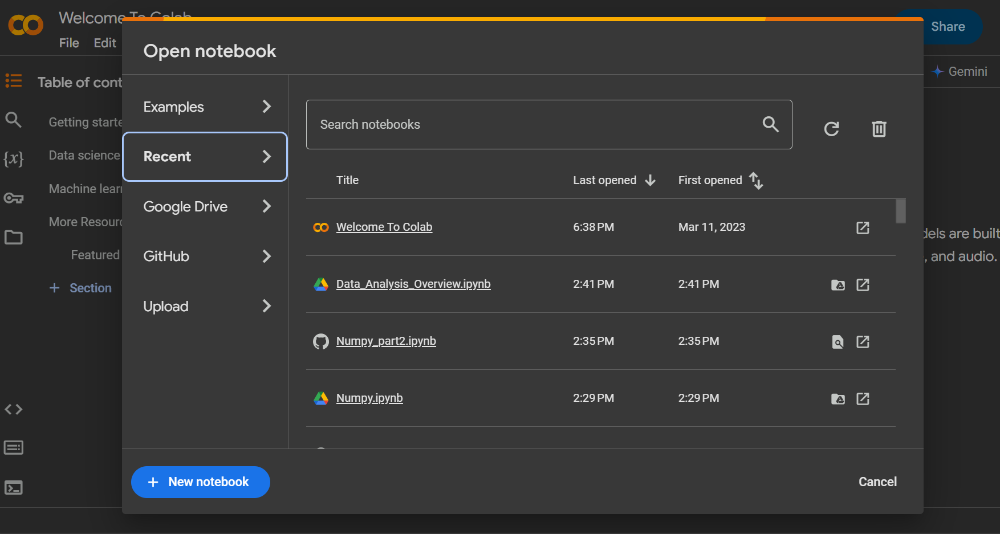 Welcome To Colab
File Edit
Share
Open notebook
Gemini
Table of cont
Getting starte
Data science
Machine lear
More Resour
Featured
+ Section
{x}
Examples
Recent
Google Drive
GitHub
Upload
Search notebooks
Title Last opened First opened
Welcome To Colab 6:38 PM Mar 11, 2023
Data_Analysis_Overview.ipynb 2:41 PM 2:41 PM
Numpy_part2.ipynb 2:35 PM 2:35 PM
Numpy.ipynb 2:29 PM 2:29 PM
dels are built
, and audio.
+ New notebook
Cancel